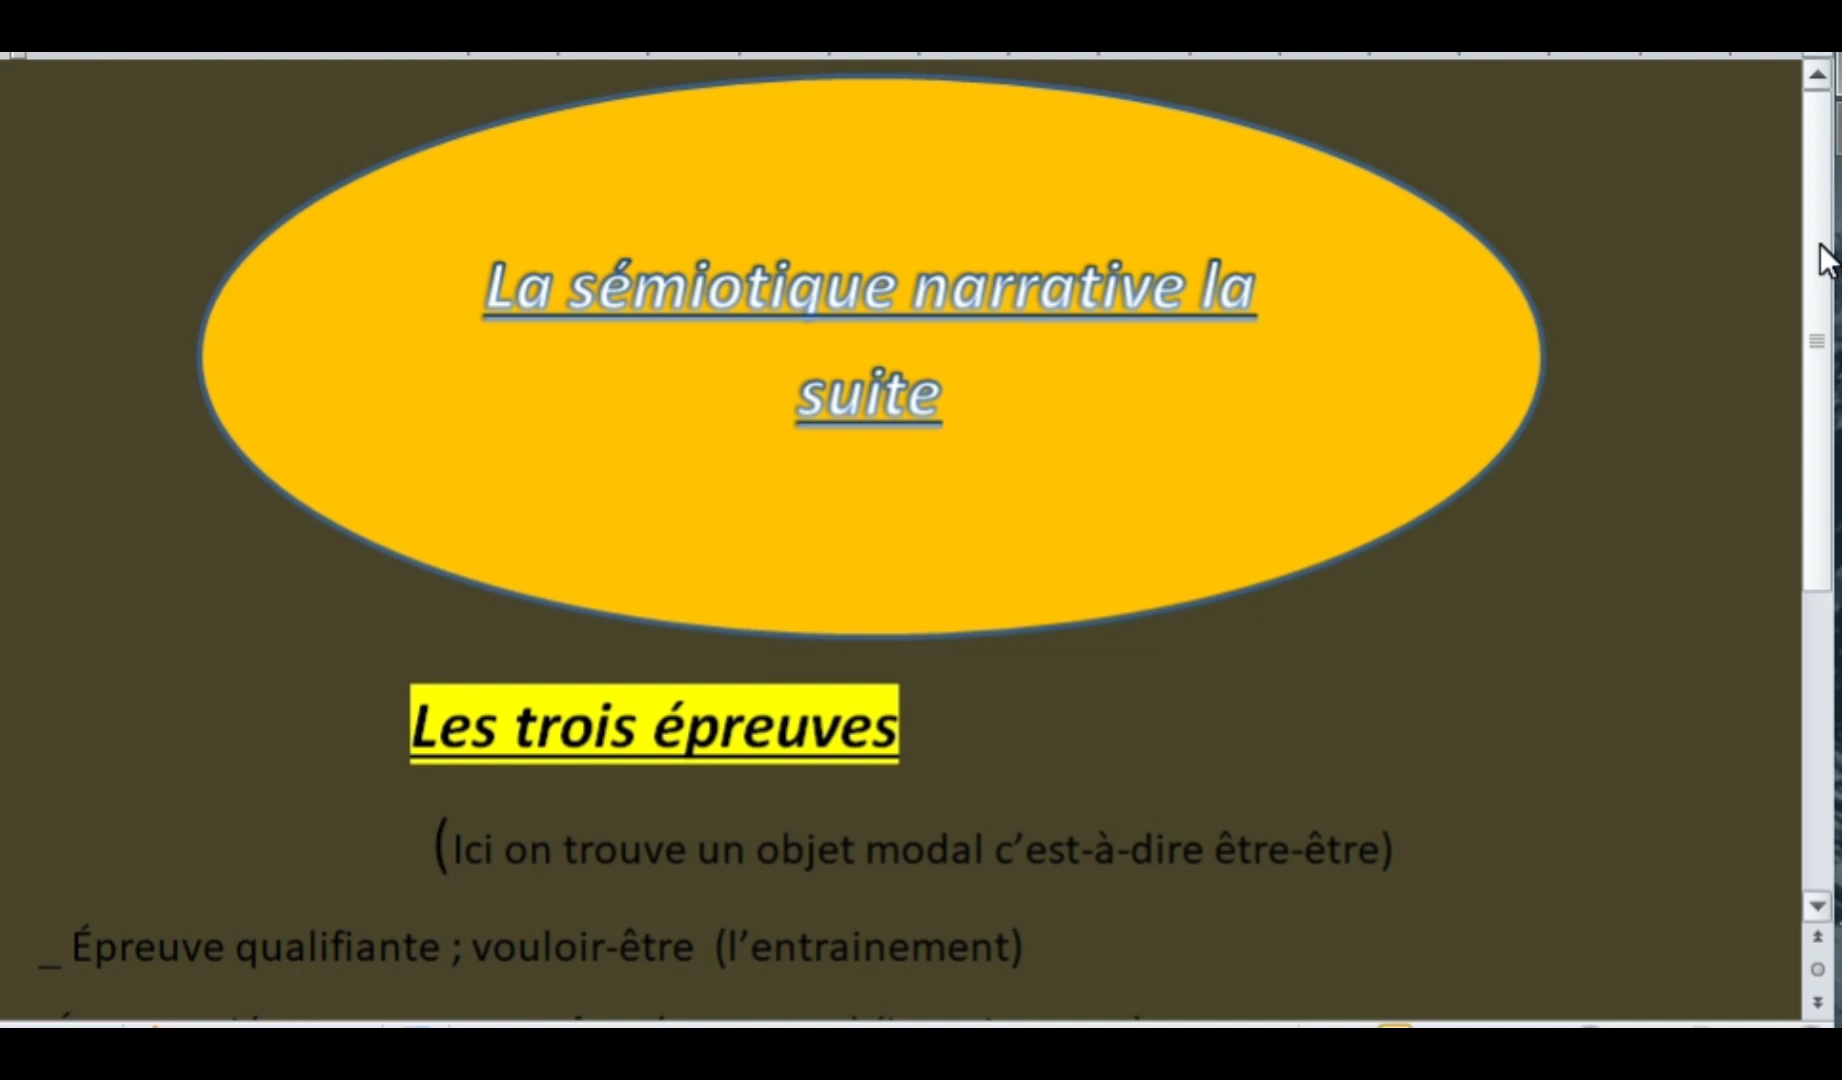 La sémiotique narrative la
suite
Les trois épreuves
(Ici on trouve un objet modal c’est-à-dire être-être)
_ Épreuve qualifiante ; vouloir-être (l’entrainement)